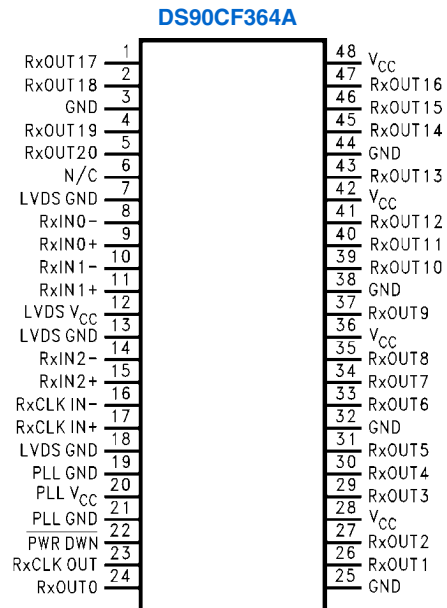 DS90CF364A
RxOUT17 1
RxOUT18 2
GND 3
RxOUT19 4
RxOUT20 5
N/C 6
LVDS GND 7
RxIN0- 8
RxIN0+ 9
RxIN1- 10
RxIN1+ 11
LVDS VCC 12
LVDS GND 13
RxIN2- 14
RxIN2+ 15
RxCLK IN- 16
RxCLK IN+ 17
LVDS GND 18
PLL GND 19
PLL VCC 20
PLL GND 21
PWR DWN 22
RxCLK OUT 23
RxOUT0 24
48 VCC
47 RxOUT16
46 RxOUT15
45 RxOUT14
44 GND
43 RxOUT13
42 VCC
41 RxOUT12
40 RxOUT11
39 RxOUT10
38 GND
37 RxOUT9
36 VCC
35 RxOUT8
34 RxOUT7
33 RxOUT6
32 GND
31 RxOUT5
30 RxOUT4
29 RxOUT3
28 VCC
27 RxOUT2
26 RxOUT1
25 GND